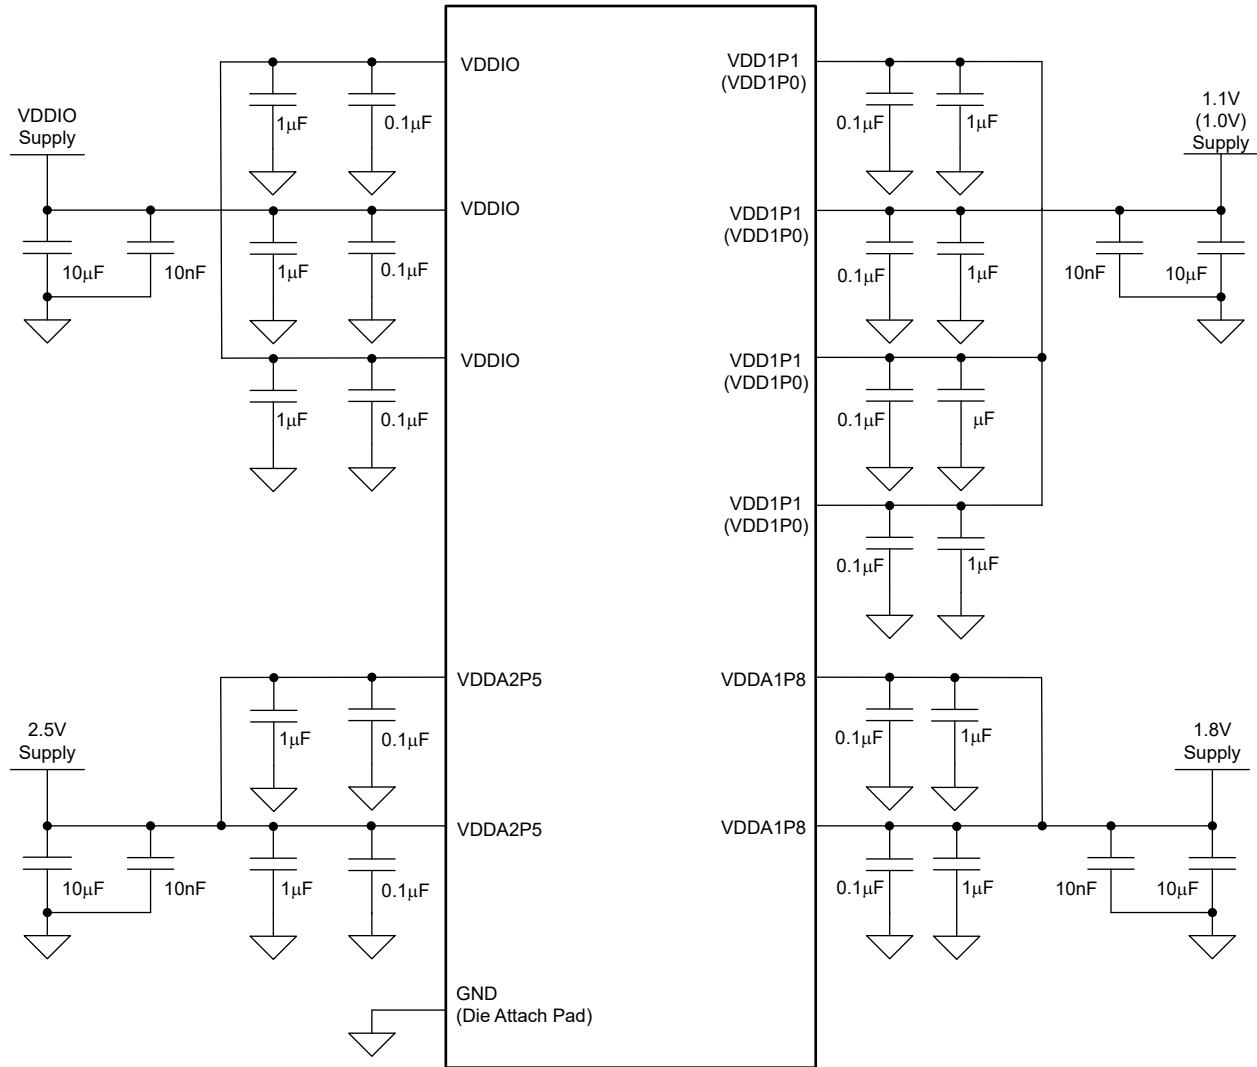 VDDIO
1μF
0.1μF
VDDIO
Supply
VDDIO
10μF
10nF
1μF
0.1μF
VDDIO
1μF
0.1μF
VDDA2P5
1μF
0.1μF
2.5V
Supply
VDDA2P5
10μF
10nF
1μF
0.1μF
GND
(Die Attach Pad)
VDD1P1
(VDD1P0)
0.1μF
1μF
1.1V
(1.0V)
Supply
VDD1P1
(VDD1P0)
0.1μF
1μF
10nF
10μF
VDD1P1
(VDD1P0)
0.1μF
μF
VDD1P1
(VDD1P0)
0.1μF
1μF
VDDA1P8
0.1μF
1μF
1.8V
Supply
VDDA1P8
0.1μF
1μF
10nF
10μF